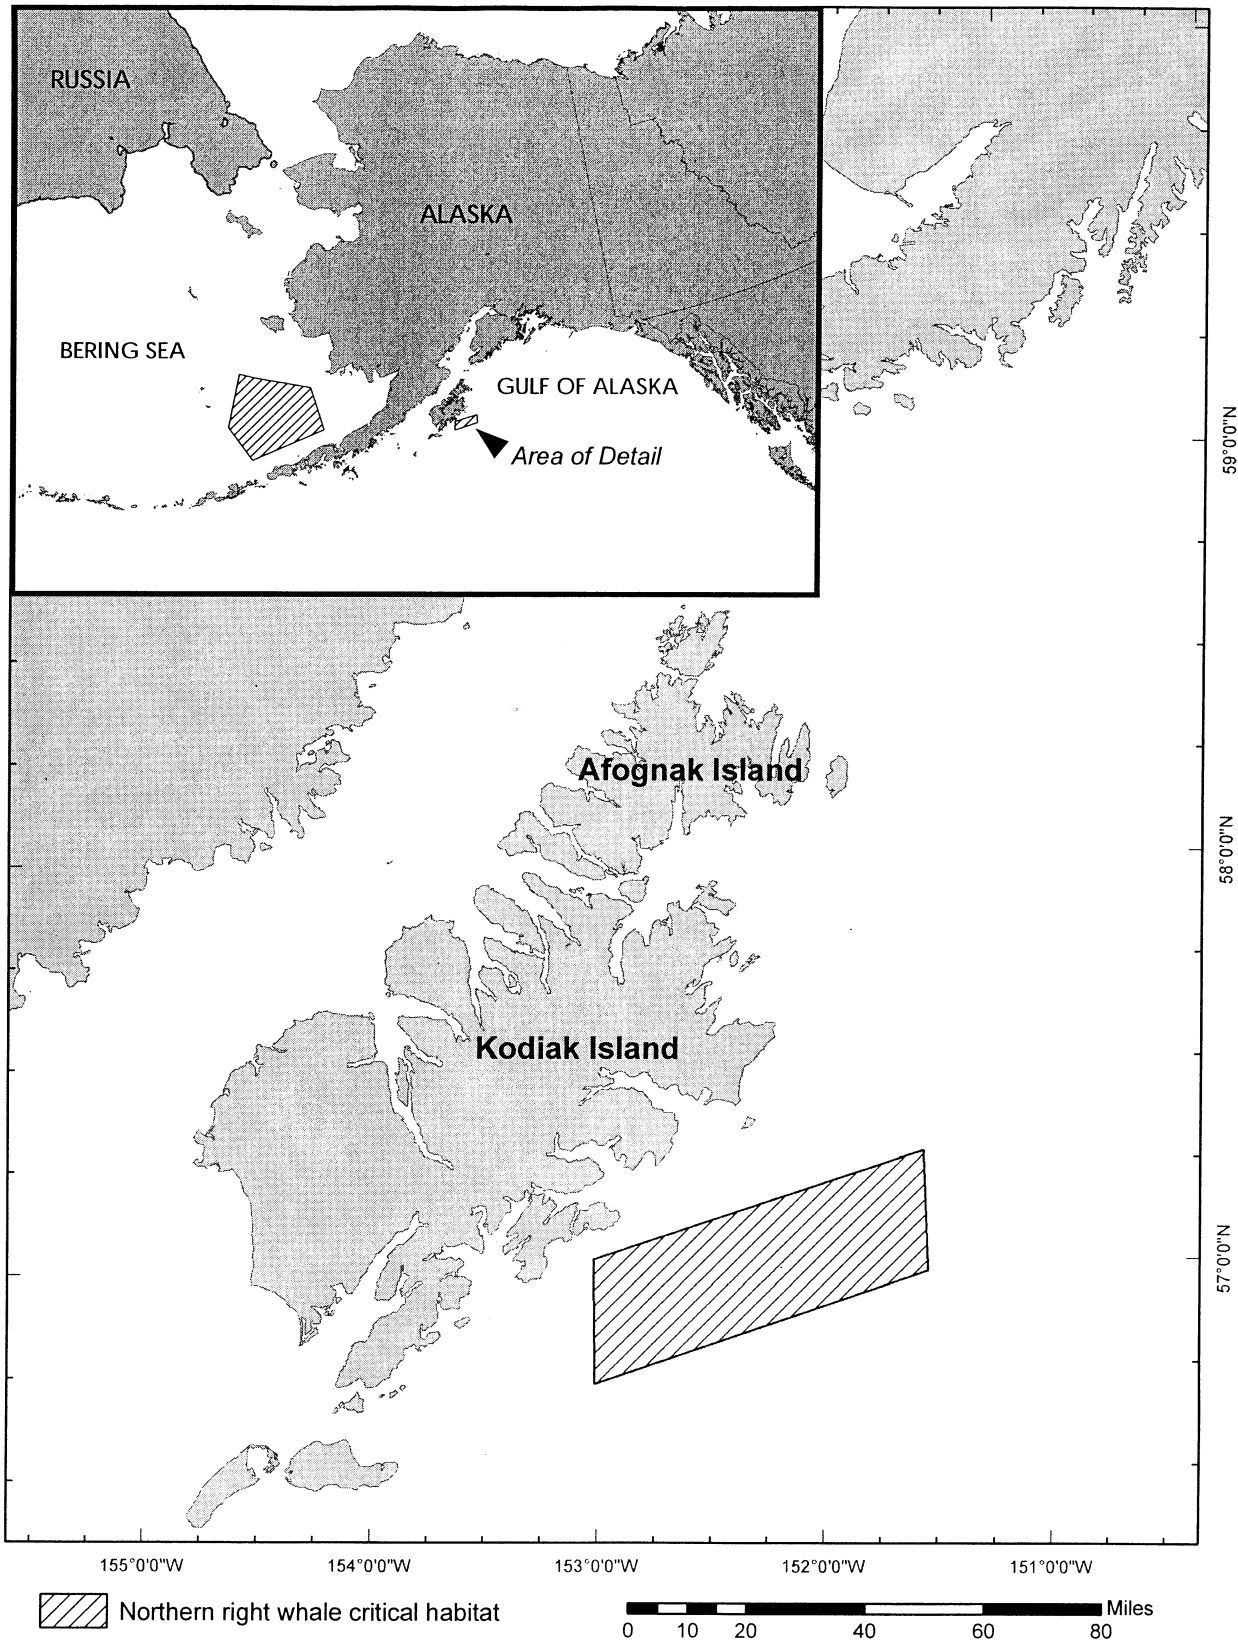 RUSSIA
ALASKA
BERING SEA
GULF OF ALASKA
Area of Detail
59°0'0"N
Afognak Island
58°0'0"N
Kodiak Island
57°0'0"N
155°0'0"W 154°0'0"W 153°0'0"W 152°0'0"W 151°0'0"W
Northern right whale critical habitat
Miles
0 10 20 40 60 80